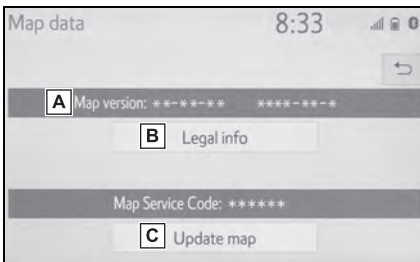 Map data 8:33
A Map version: **-**-** ****-**-*
B Legal info
Map Service Code: ******
C Update map